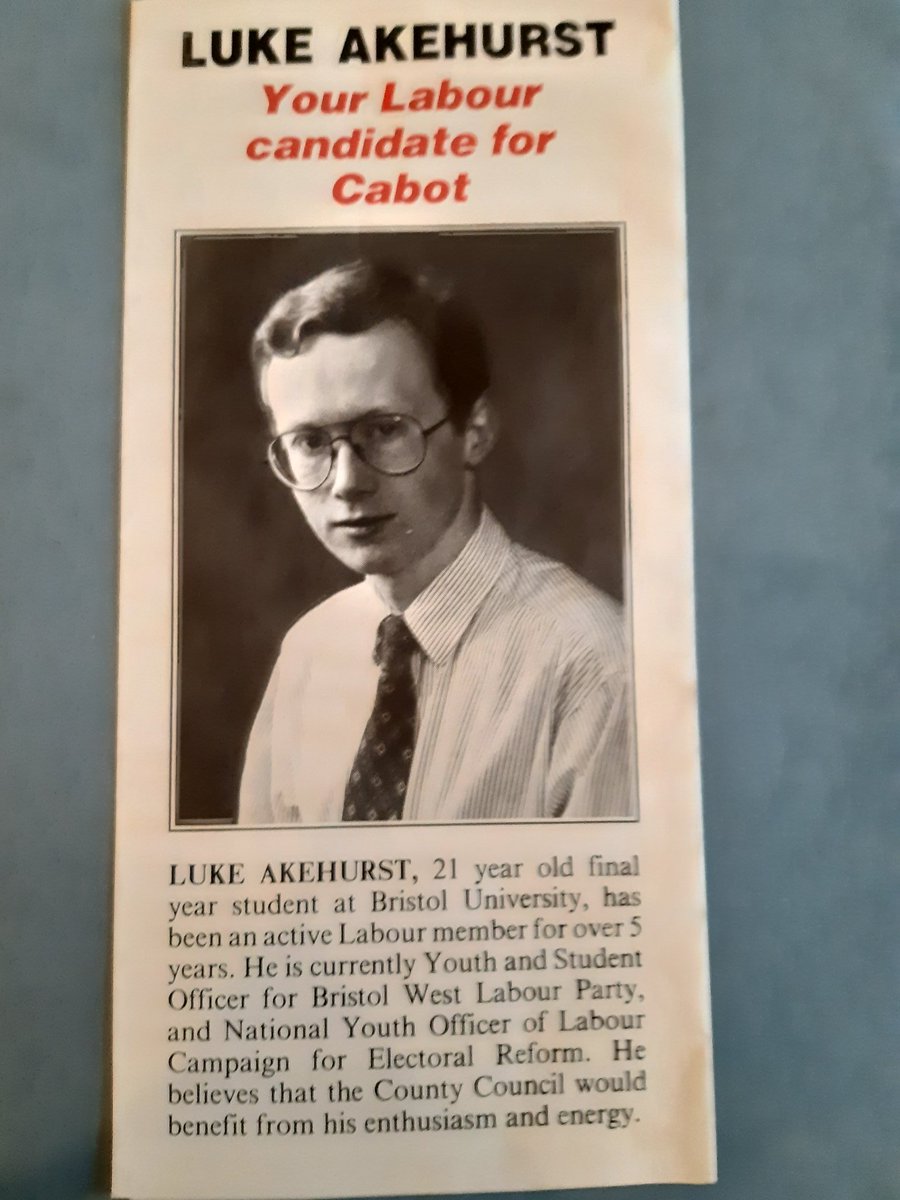 LUKE AKEHURST
Your Labour
candidate for
Cabot
LUKE AKEHURST, 21 year old final
year student at Bristol University, has
been an active Labour member for over 5
years. He is currently Youth and Student
Officer for Bristol West Labour Party,
and National Youth Officer of Labour
Campaign for Electoral Reform. He
believes that the County Council would
benefit from his enthusiasm and energy.